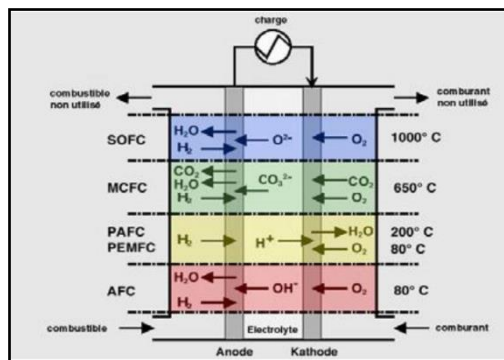 charge
combustible
non utilisé
comburant
non utilisé
SOFC H₂O H₂ O²⁻ O₂ 1000° C
MCFC CO₂ H₂O H₂ CO₃²⁻ CO₂ O₂ 650° C
PAFC H₂O 200° C
PEMFC H₂ H⁺ O₂ 80° C
AFC H₂O H₂ OH⁻ O₂ 80° C
combustible Electrolyte comburant
Anode Kathode